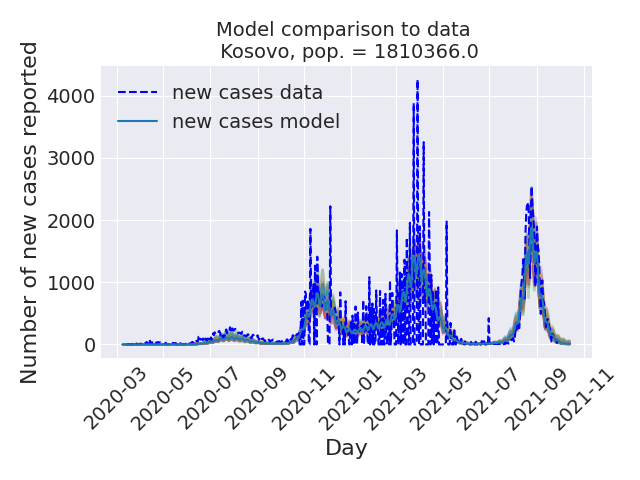 Model comparison to data
Kosovo, pop. = 1810366.0
Number of new cases reported
4000
3000
2000
1000
0
new cases data
new cases model
2020-03
2020-05
2020-07
2020-09
2020-11
2021-01
2021-03
2021-05
2021-07
2021-09
2021-11
Day